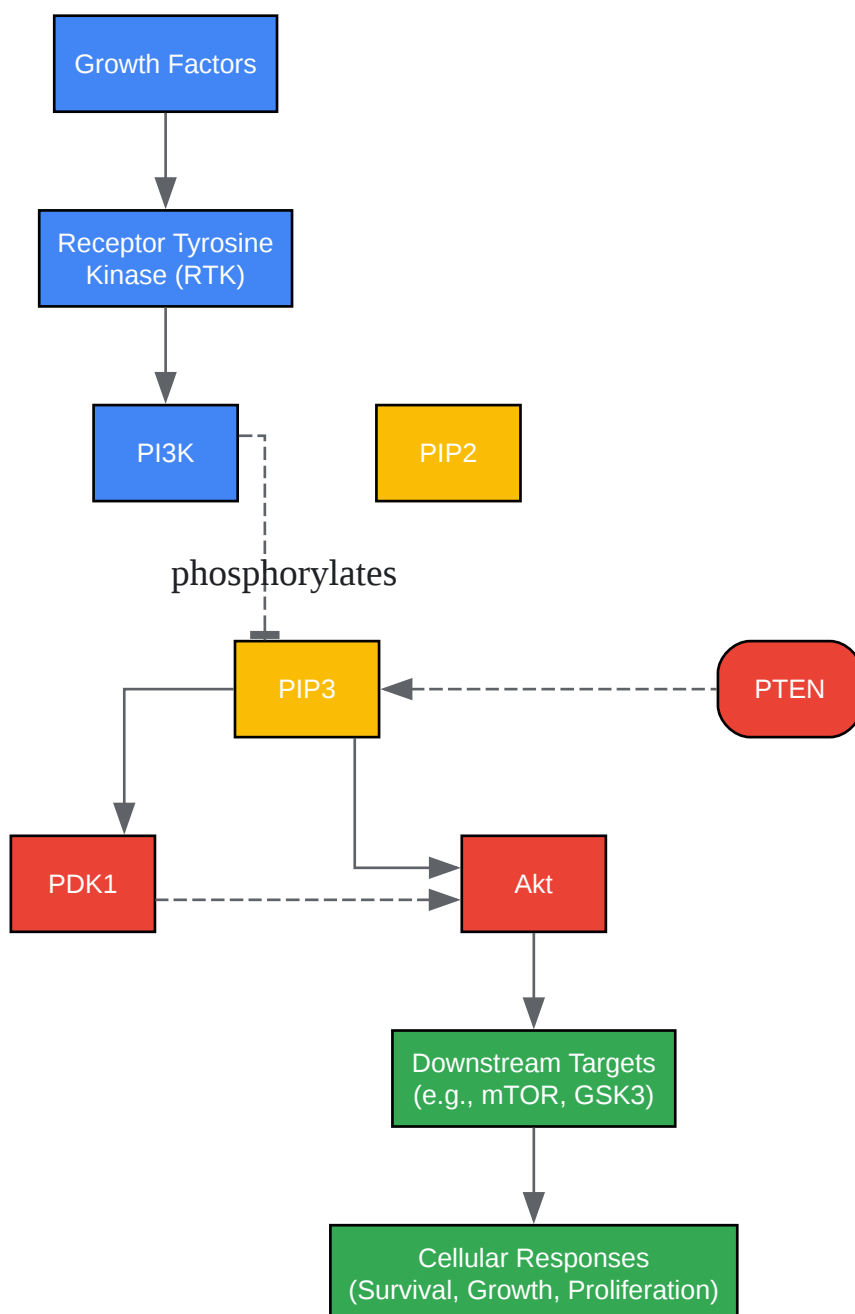 Growth Factors
Receptor Tyrosine
Kinase (RTK)
PI3K
PIP2
phosphorylates
PIP3
PTEN
PDK1
Akt
Downstream Targets
(e.g., mTOR, GSK3)
Cellular Responses
(Survival, Growth, Proliferation)